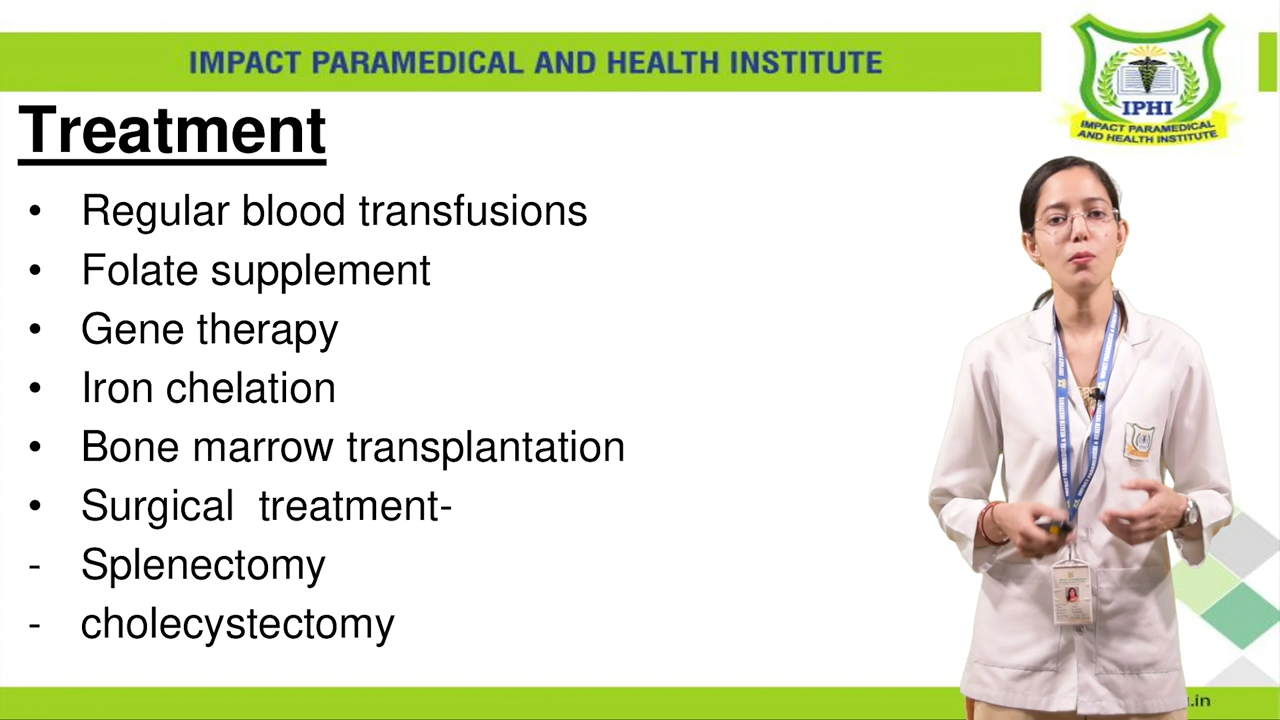 IMPACT PARAMEDICAL AND HEALTH INSTITUTE
IPHI
IMPACT PARAMEDICAL
AND HEALTH INSTITUTE
Treatment
• Regular blood transfusions
• Folate supplement
• Gene therapy
• Iron chelation
• Bone marrow transplantation
• Surgical  treatment-
- Splenectomy
- cholecystectomy
.in